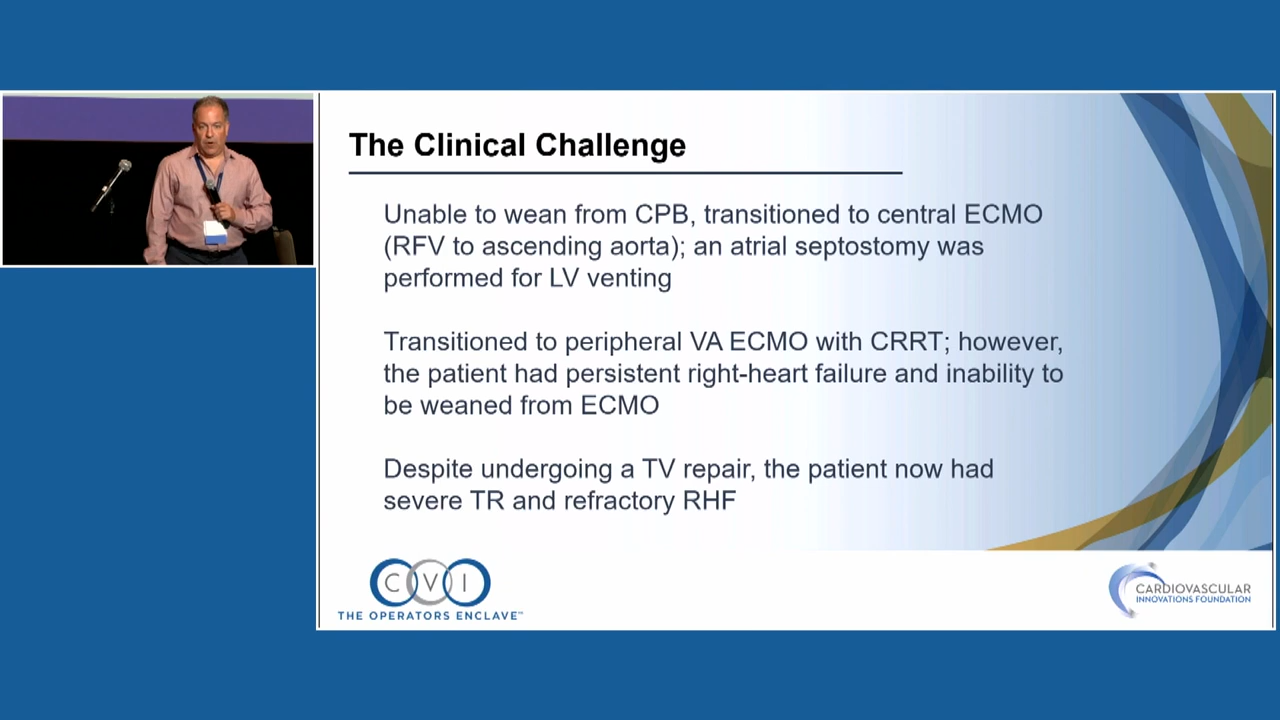 The Clinical Challenge
Unable to wean from CPB, transitioned to central ECMO
(RFV to ascending aorta); an atrial septostomy was
performed for LV venting
Transitioned to peripheral VA ECMO with CRRT; however,
the patient had persistent right-heart failure and inability to
be weaned from ECMO
Despite undergoing a TV repair, the patient now had
severe TR and refractory RHF
CVI
THE OPERATORS ENCLAVE™
CARDIOVASCULAR
INNOVATIONS FOUNDATION